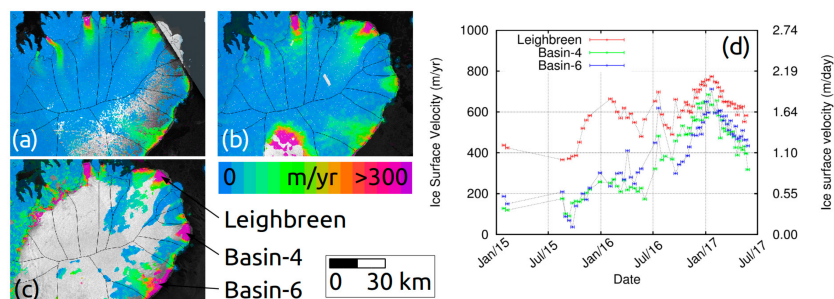 (a)
(b)
(c)
0 m/yr >300
Leighbreen
Basin-4
Basin-6
0 30 km
(d)
Leighbreen
Basin-4
Basin-6
Ice Surface Velocity (m/yr)
1000
800
600
400
200
0
Ice surface velocity (m/day)
2.74
2.19
1.64
1.10
0.55
0.00
Jan/15
Jul/15
Jan/16
Jul/16
Jan/17
Jul/17
Date